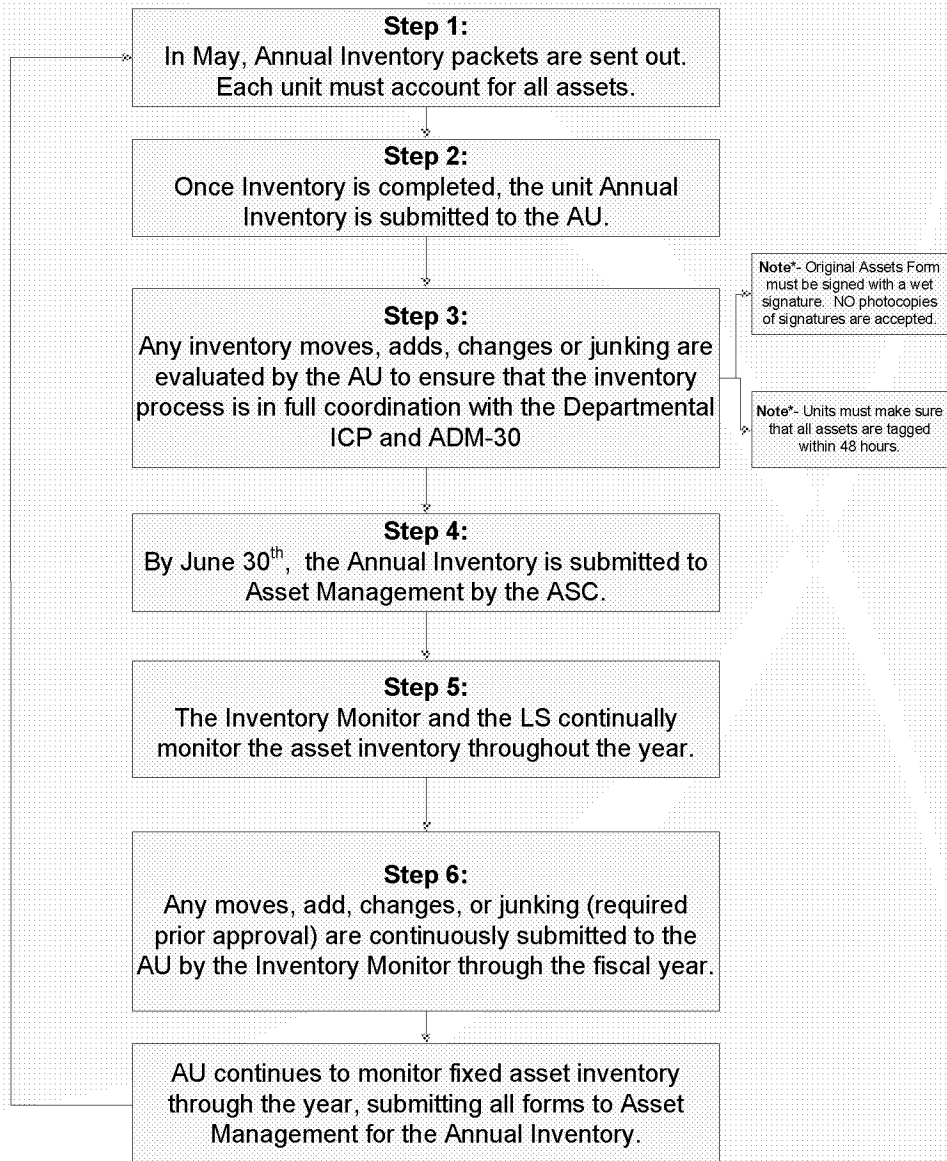 Step 1:
In May, Annual Inventory packets are sent out.
Each unit must account for all assets.
Step 2:
Once Inventory is completed, the unit Annual
Inventory is submitted to the AU.
Step 3:
Any inventory moves, adds, changes or junking are
evaluated by the AU to ensure that the inventory
process is in full coordination with the Departmental
ICP and ADM-30
Note*- Original Assets Form
must be signed with a wet
signature.  NO photocopies
of signatures are accepted.
Note*- Units must make sure
that all assets are tagged
within 48 hours.
Step 4:
By June 30th,  the Annual Inventory is submitted to
Asset Management by the ASC.
Step 5:
The Inventory Monitor and the LS continually
monitor the asset inventory throughout the year.
Step 6:
Any moves, add, changes, or junking (required
prior approval) are continuously submitted to the
AU by the Inventory Monitor through the fiscal year.
AU continues to monitor fixed asset inventory
through the year, submitting all forms to Asset
Management for the Annual Inventory.